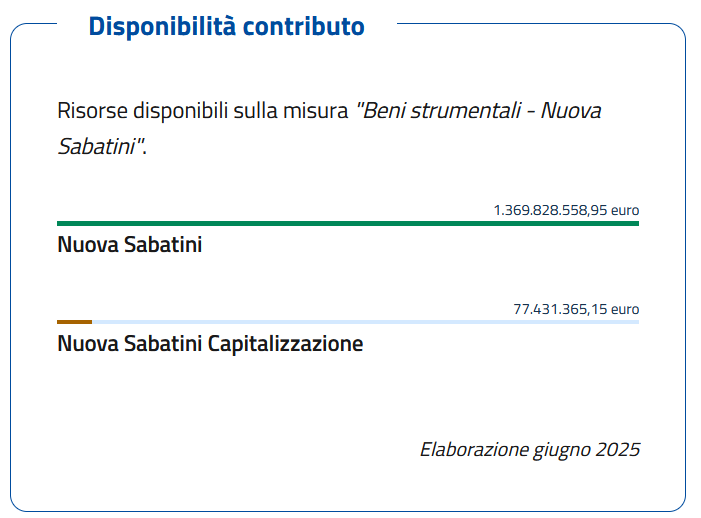 Disponibilità contributo
Risorse disponibili sulla misura "Beni strumentali - Nuova
Sabatini".
1.369.828.558,95 euro
Nuova Sabatini
77.431.365,15 euro
Nuova Sabatini Capitalizzazione
Elaborazione giugno 2025